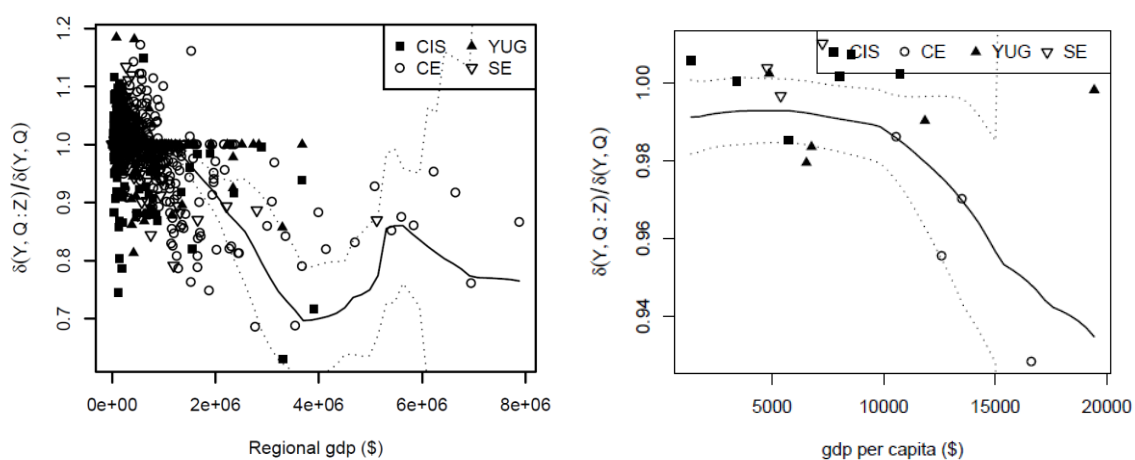 δ(Y, Q : Z)/δ(Y, Q)
1.2
1.1
1.0
0.9
0.8
0.7
CIS YUG
CE SE
0e+00 2e+06 4e+06 6e+06 8e+06
Regional gdp ($)
δ(Y, Q : Z)/δ(Y, Q)
1.00
0.98
0.96
0.94
CIS CE YUG SE
5000 10000 15000 20000
gdp per capita ($)